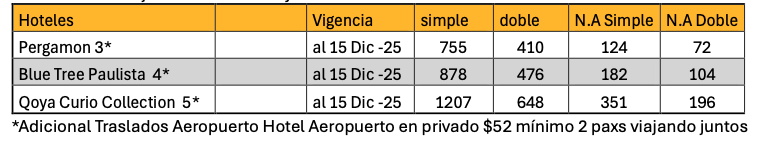 Hoteles Vigencia simple doble N.A Simple N.A Doble
Pergamon 3* al 15 Dic -25 755 410 124 72
Blue Tree Paulista 4* al 15 Dic -25 878 476 182 104
Qoya Curio Collection 5* al 15 Dic -25 1207 648 351 196
*Adicional Traslados Aeropuerto Hotel Aeropuerto en privado $52 mínimo 2 paxs viajando juntos